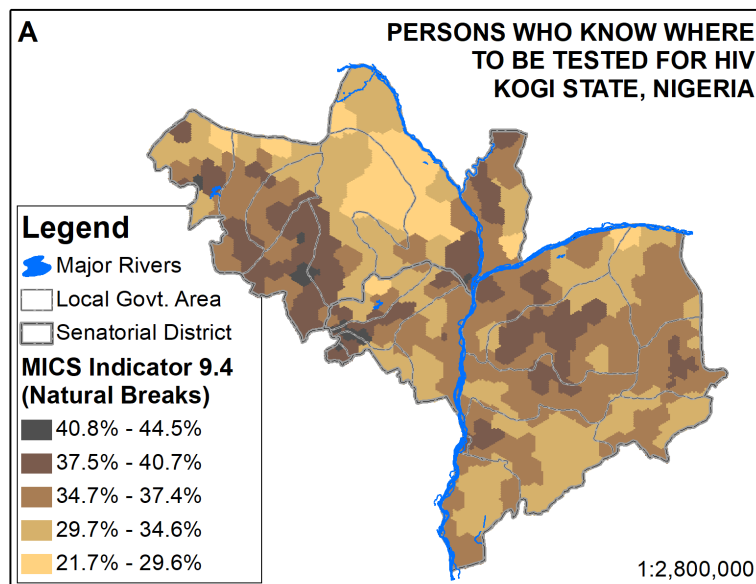 A
PERSONS WHO KNOW WHERE
TO BE TESTED FOR HIV
KOGI STATE, NIGERIA
Legend
Major Rivers
Local Govt. Area
Senatorial District
MICS Indicator 9.4
(Natural Breaks)
40.8% - 44.5%
37.5% - 40.7%
34.7% - 37.4%
29.7% - 34.6%
21.7% - 29.6%
1:2,800,000